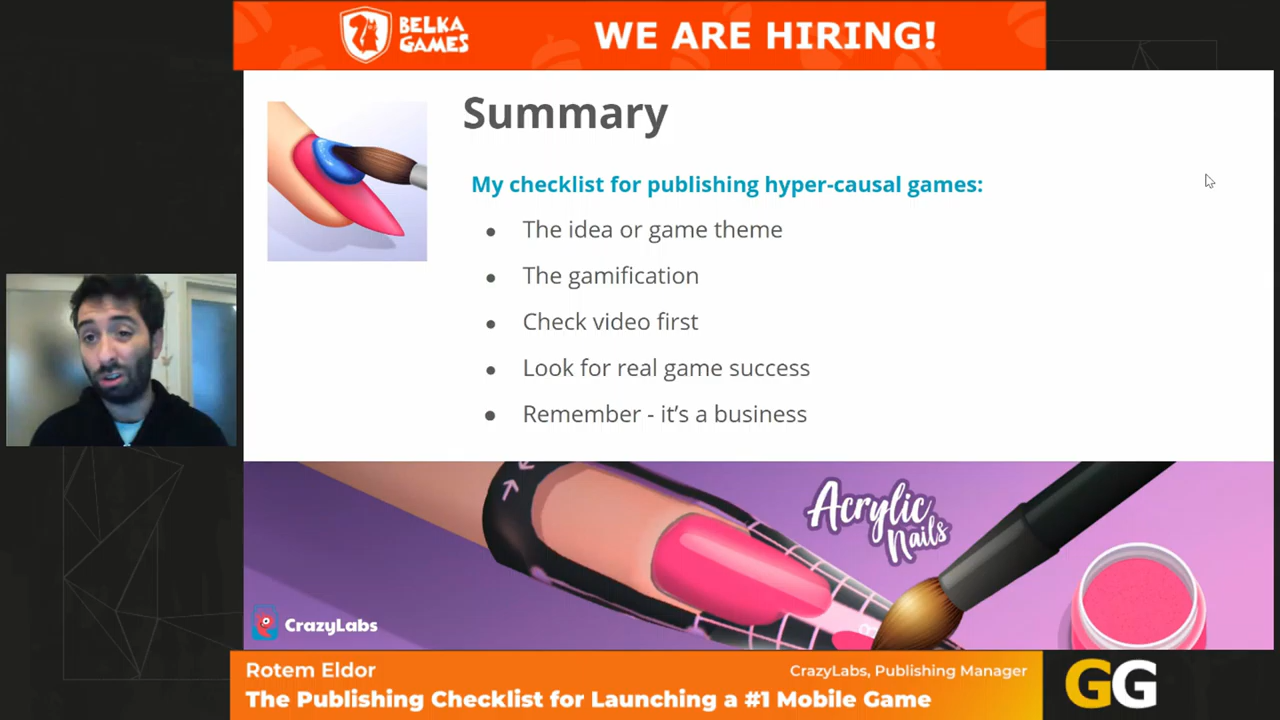 BELKA
GAMES
WE ARE HIRING!
Summary
My checklist for publishing hyper-causal games:
● The idea or game theme
● The gamification
● Check video first
● Look for real game success
● Remember - it's a business
Acrylic
Nails
CrazyLabs
Rotem Eldor
CrazyLabs, Publishing Manager
The Publishing Checklist for Launching a #1 Mobile Game
GG